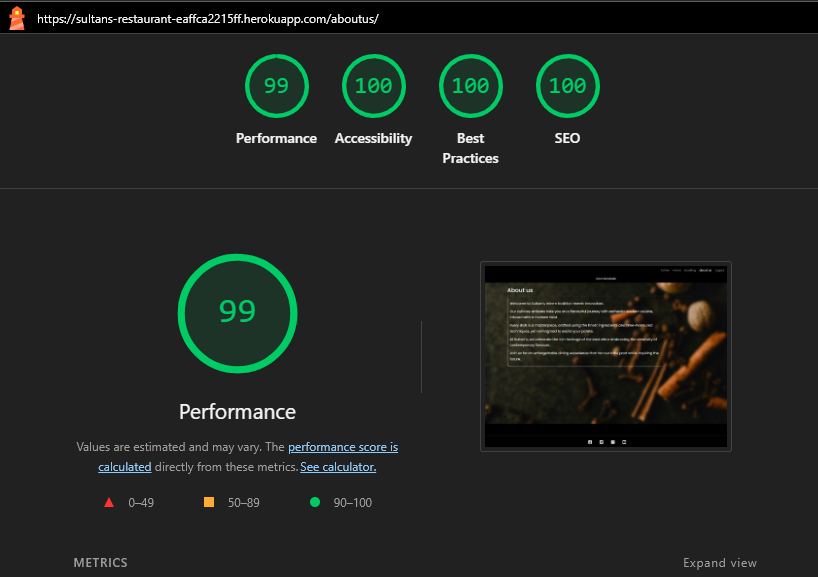 https://sultans-restaurant-eaffca2215ff.herokuapp.com/aboutus/
99 100 100 100
Performance Accessibility Best Practices SEO
99
Performance
Values are estimated and may vary. The performance score is
calculated directly from these metrics. See calculator.
0–49 50–89 90–100
About us
METRICS Expand view